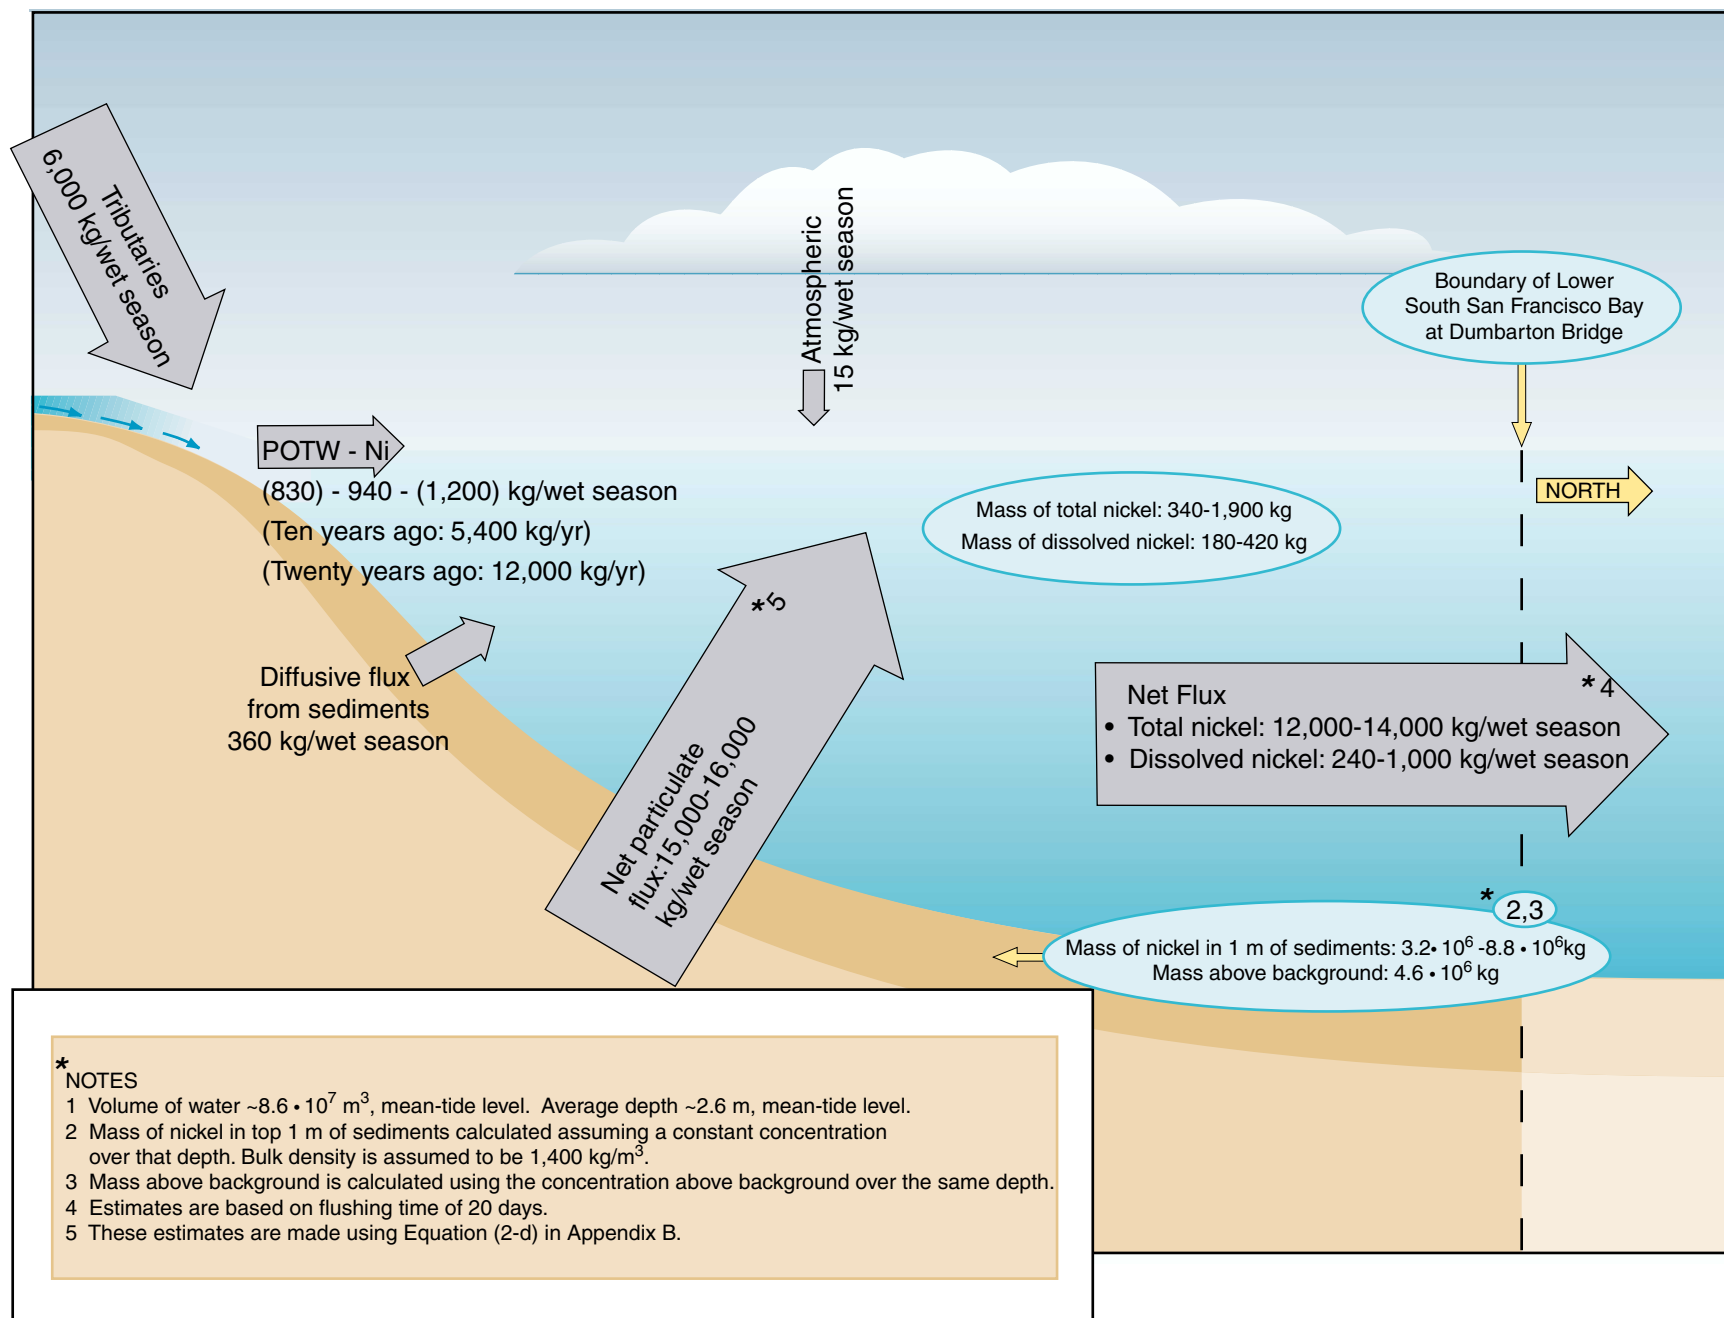 Tributaries
6,000 kg/wet season
Atmospheric
15 kg/wet season
Boundary of Lower
South San Francisco Bay
at Dumbarton Bridge
POTW - Ni
(830) - 940 - (1,200) kg/wet season
(Ten years ago: 5,400 kg/yr)
(Twenty years ago: 12,000 kg/yr)
NORTH
Mass of total nickel: 340-1,900 kg
Mass of dissolved nickel: 180-420 kg
Diffusive flux
from sediments
360 kg/wet season
*5
Net particulate
flux:15,000-16,000
kg/wet season
*4
Net Flux
• Total nickel: 12,000-14,000 kg/wet season
• Dissolved nickel: 240-1,000 kg/wet season
* 2,3
Mass of nickel in 1 m of sediments: 3.2• 10⁶ -8.8 • 10⁶kg
Mass above background: 4.6 • 10⁶ kg
*
NOTES
1 Volume of water ~8.6 • 10⁷ m³, mean-tide level. Average depth ~2.6 m, mean-tide level.
2 Mass of nickel in top 1 m of sediments calculated assuming a constant concentration
over that depth. Bulk density is assumed to be 1,400 kg/m³.
3 Mass above background is calculated using the concentration above background over the same depth.
4 Estimates are based on flushing time of 20 days.
5 These estimates are made using Equation (2-d) in Appendix B.